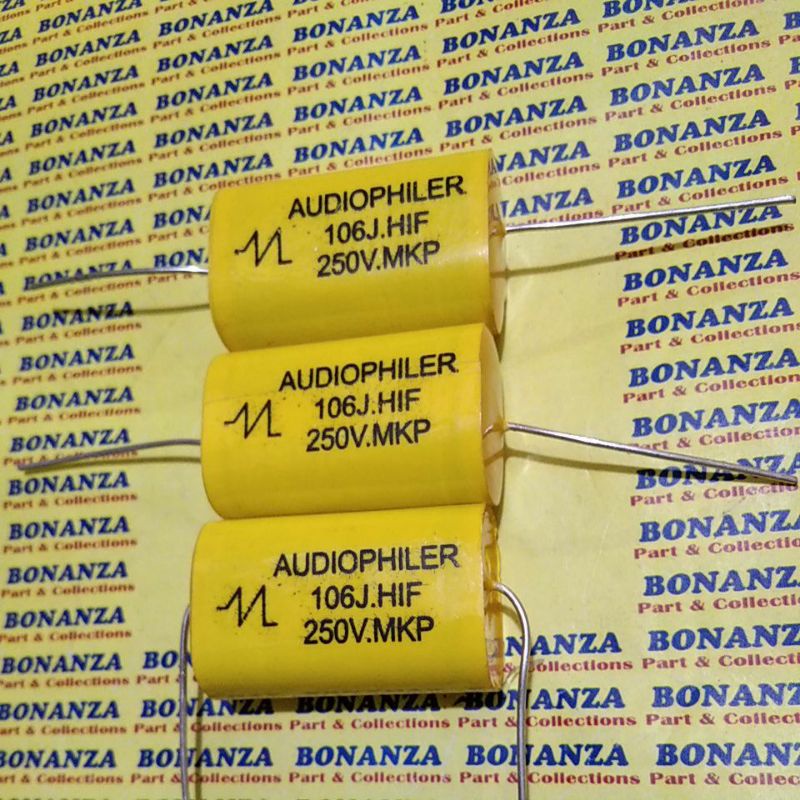 AUDIOPHILER
106J.HIF
250V.MKP
AUDIOPHILER
106J.HIF
250V.MKP
AUDIOPHILER
106J.HIF
250V.MKP
BONANZA
Part & Collections